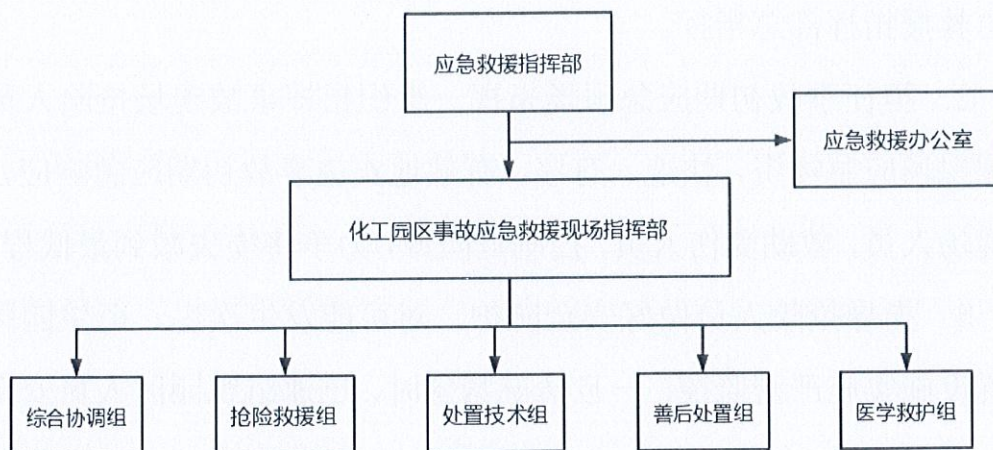 应急救援指挥部
应急救援办公室
化工园区事故应急救援现场指挥部
综合协调组
抢险救援组
处置技术组
善后处置组
医学救护组